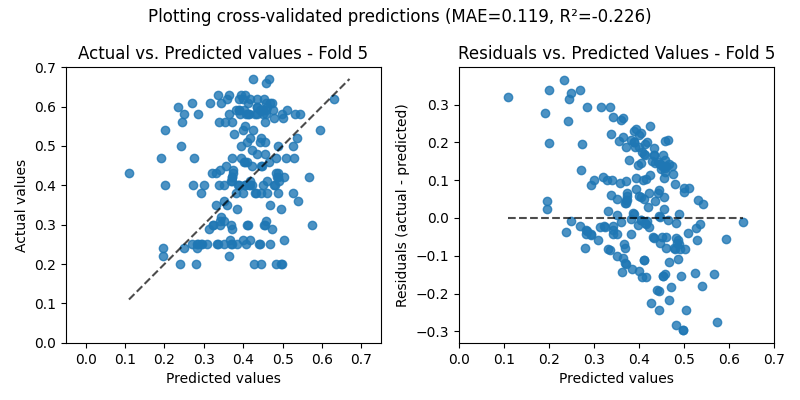 Plotting cross-validated predictions (MAE=0.119, R²=-0.226)
Actual vs. Predicted values - Fold 5
Actual values
0.7
0.6
0.5
0.4
0.3
0.2
0.1
0.0
0.0 0.1 0.2 0.3 0.4 0.5 0.6 0.7
Predicted values
Residuals vs. Predicted Values - Fold 5
Residuals (actual - predicted)
0.3
0.2
0.1
0.0
−0.1
−0.2
−0.3
0.0 0.1 0.2 0.3 0.4 0.5 0.6 0.7
Predicted values